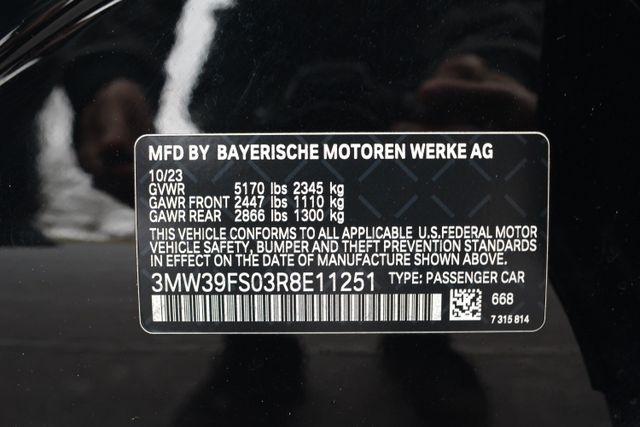 MFD BY BAYERISCHE MOTOREN WERKE AG
10/23
GVWR 5170 lbs 2345 kg
GAWR FRONT 2447 lbs 1110 kg
GAWR REAR 2866 lbs 1300 kg
THIS VEHICLE CONFORMS TO ALL APPLICABLE U.S.FEDERAL MOTOR
VEHICLE SAFETY, BUMPER AND THEFT PREVENTION STANDARDS
IN EFFECT ON THE DATE OF MANUFACTURE SHOWN ABOVE.
3MW39FS03R8E11251 TYPE: PASSENGER CAR
668
7 315 814